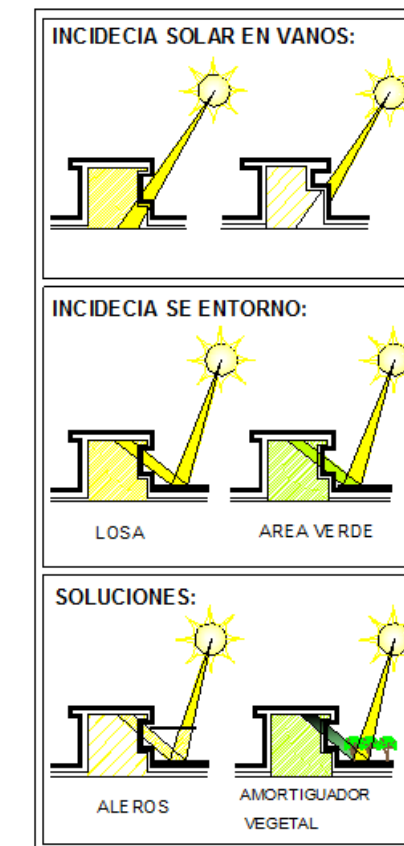 INCIDECIA SOLAR EN VANOS:
INCIDECIA SE ENTORNO:
LOSA
AREA VERDE
SOLUCIONES:
ALEROS
AMORTIGUADOR
VEGETAL